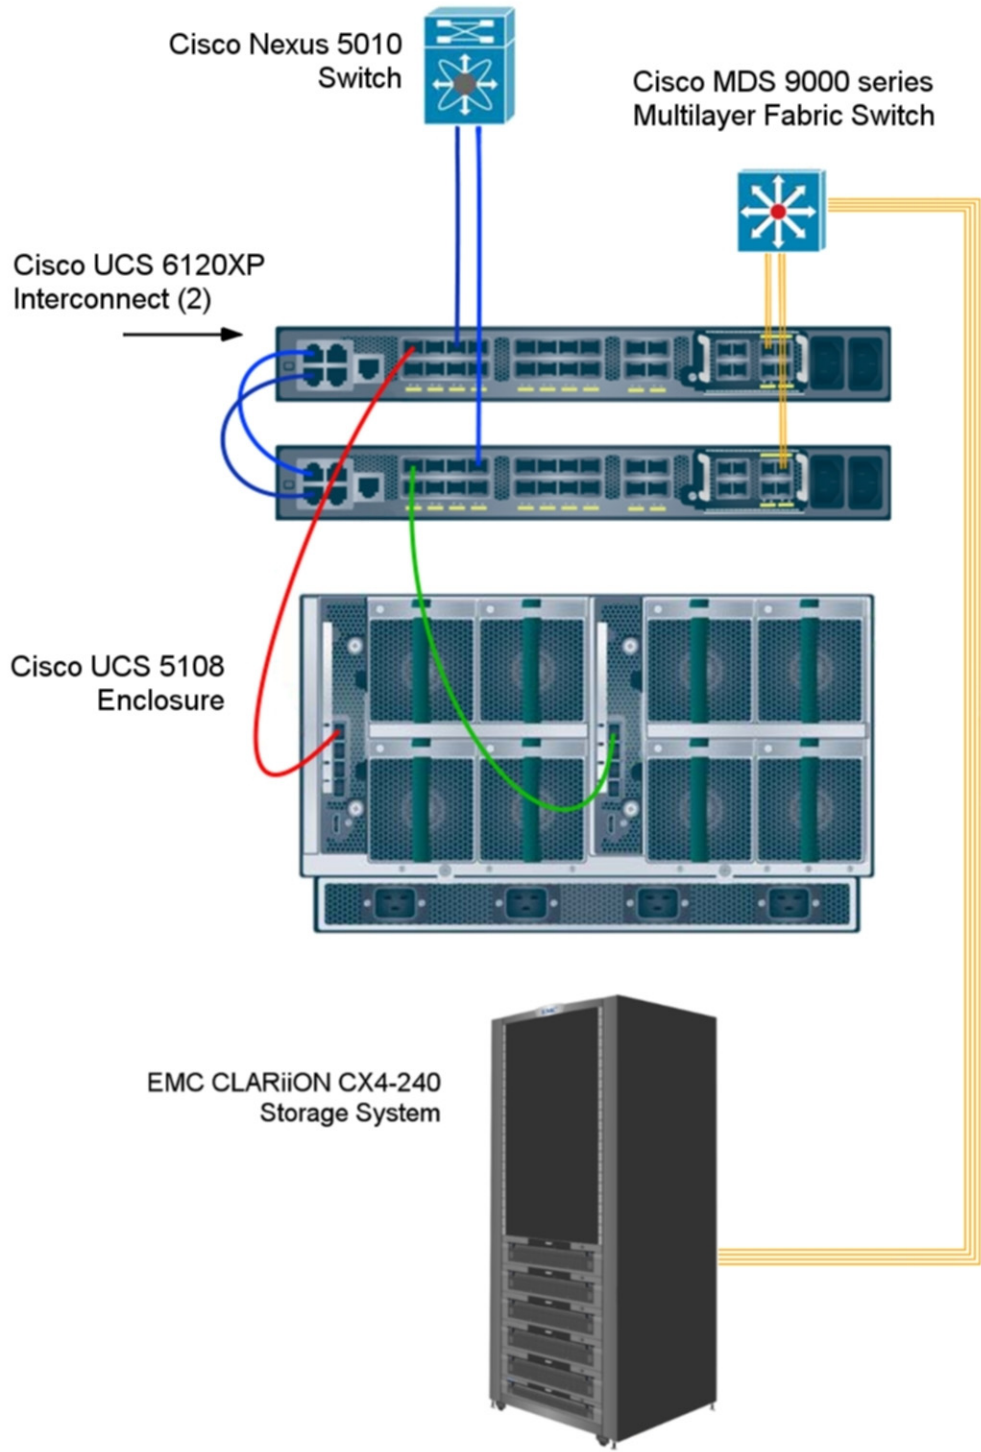 Cisco Nexus 5010
Switch
Cisco MDS 9000 series
Multilayer Fabric Switch
Cisco UCS 6120XP
Interconnect (2)
Cisco UCS 5108
Enclosure
EMC CLARiiON CX4-240
Storage System